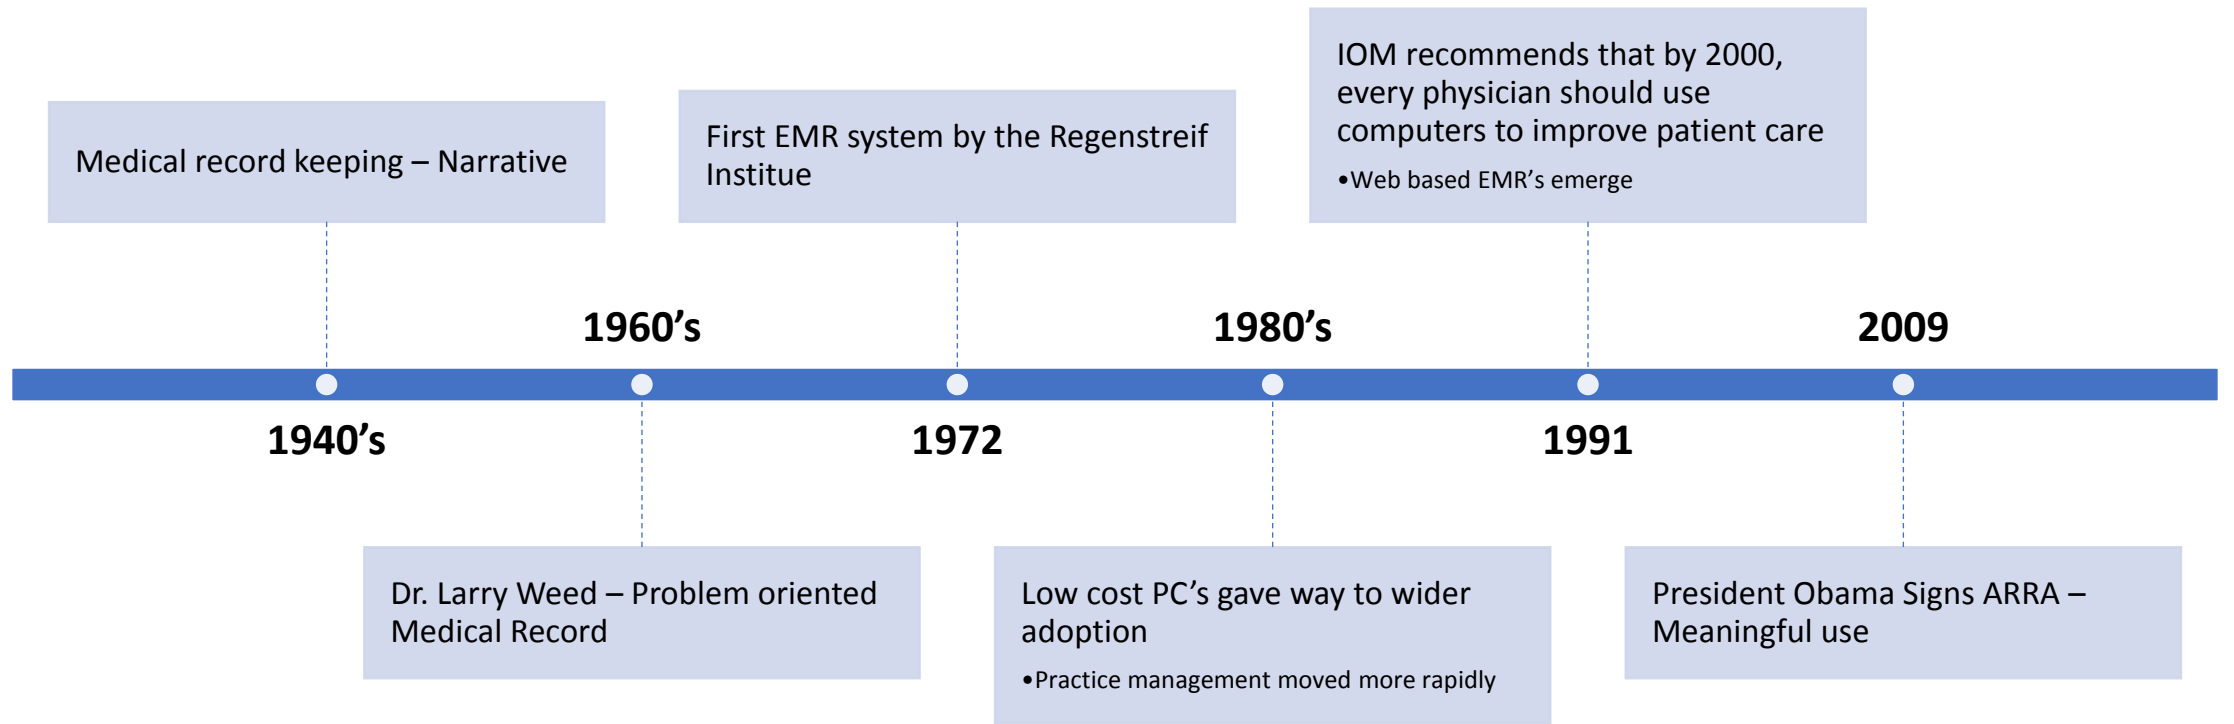 Medical record keeping – Narrative
1940's
1960's
Dr. Larry Weed – Problem oriented
Medical Record
First EMR system by the Regenstreif
Institue
1972
1980's
Low cost PC's gave way to wider
adoption
•Practice management moved more rapidly
IOM recommends that by 2000,
every physician should use
computers to improve patient care
•Web based EMR's emerge
1991
2009
President Obama Signs ARRA –
Meaningful use